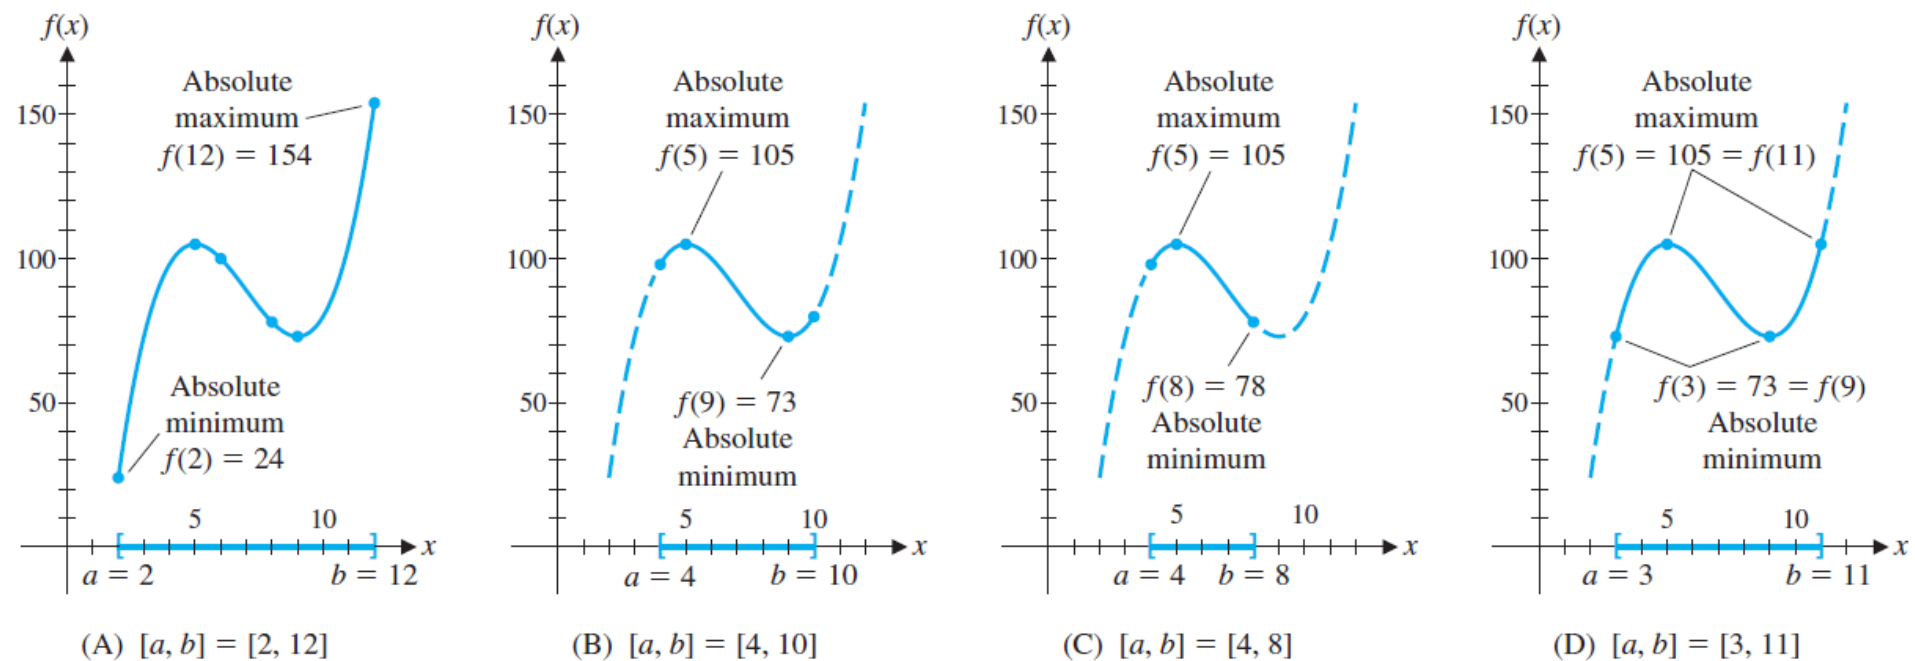 f(x)
150
100
50
Absolute
maximum
f(12) = 154
Absolute
minimum
f(2) = 24
5 10
x
a = 2 b = 12
(A) [a, b] = [2, 12]
f(x)
150
100
50
Absolute
maximum
f(5) = 105
f(9) = 73
Absolute
minimum
5 10
x
a = 4 b = 10
(B) [a, b] = [4, 10]
f(x)
150
100
50
Absolute
maximum
f(5) = 105
f(8) = 78
Absolute
minimum
5 10
x
a = 4 b = 8
(C) [a, b] = [4, 8]
f(x)
150
100
50
Absolute
maximum
f(5) = 105 = f(11)
f(3) = 73 = f(9)
Absolute
minimum
5 10
x
a = 3 b = 11
(D) [a, b] = [3, 11]